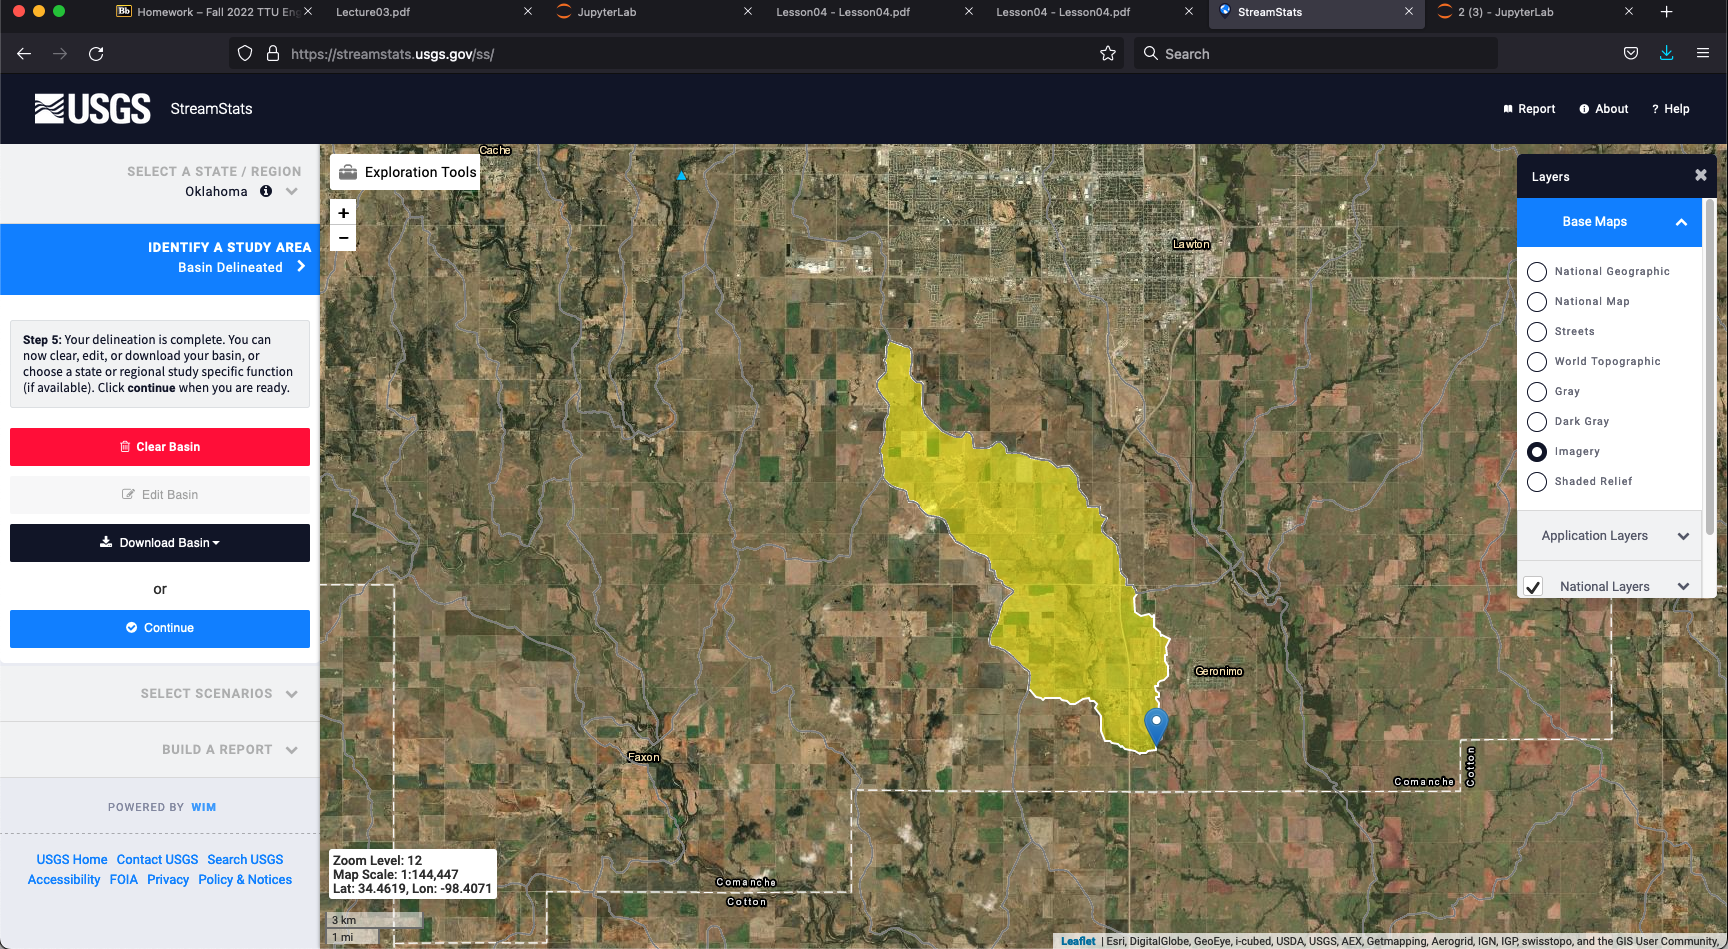 Homework – Fall 2022 TTU Eng
Lecture03.pdf
JupyterLab
Lesson04 - Lesson04.pdf
Lesson04 - Lesson04.pdf
StreamStats
2 (3) - JupyterLab
https://streamstats.usgs.gov/ss/
Search
USGS StreamStats
Report
About
Help
SELECT A STATE / REGION
Oklahoma
IDENTIFY A STUDY AREA
Basin Delineated
Step 5: Your delineation is complete. You can
now clear, edit, or download your basin, or
choose a state or regional study specific function
(if available). Click continue when you are ready.
Clear Basin
Edit Basin
Download Basin
or
Continue
SELECT SCENARIOS
BUILD A REPORT
POWERED BY WIM
USGS Home Contact USGS Search USGS
Accessibility FOIA Privacy Policy & Notices
Exploration Tools
+
−
Cache
Lawton
Geronimo
Faxon
Comanche
Cotton
Comanche
Cotton
Zoom Level: 12
Map Scale: 1:144,447
Lat: 34.4619, Lon: -98.4071
3 km
1 mi
Layers
Base Maps
National Geographic
National Map
Streets
World Topographic
Gray
Dark Gray
Imagery
Shaded Relief
Application Layers
National Layers
Leaflet | Esri, DigitalGlobe, GeoEye, i-cubed, USDA, USGS, AEX, Getmapping, Aerogrid, IGN, IGP, swisstopo, and the GIS User Community